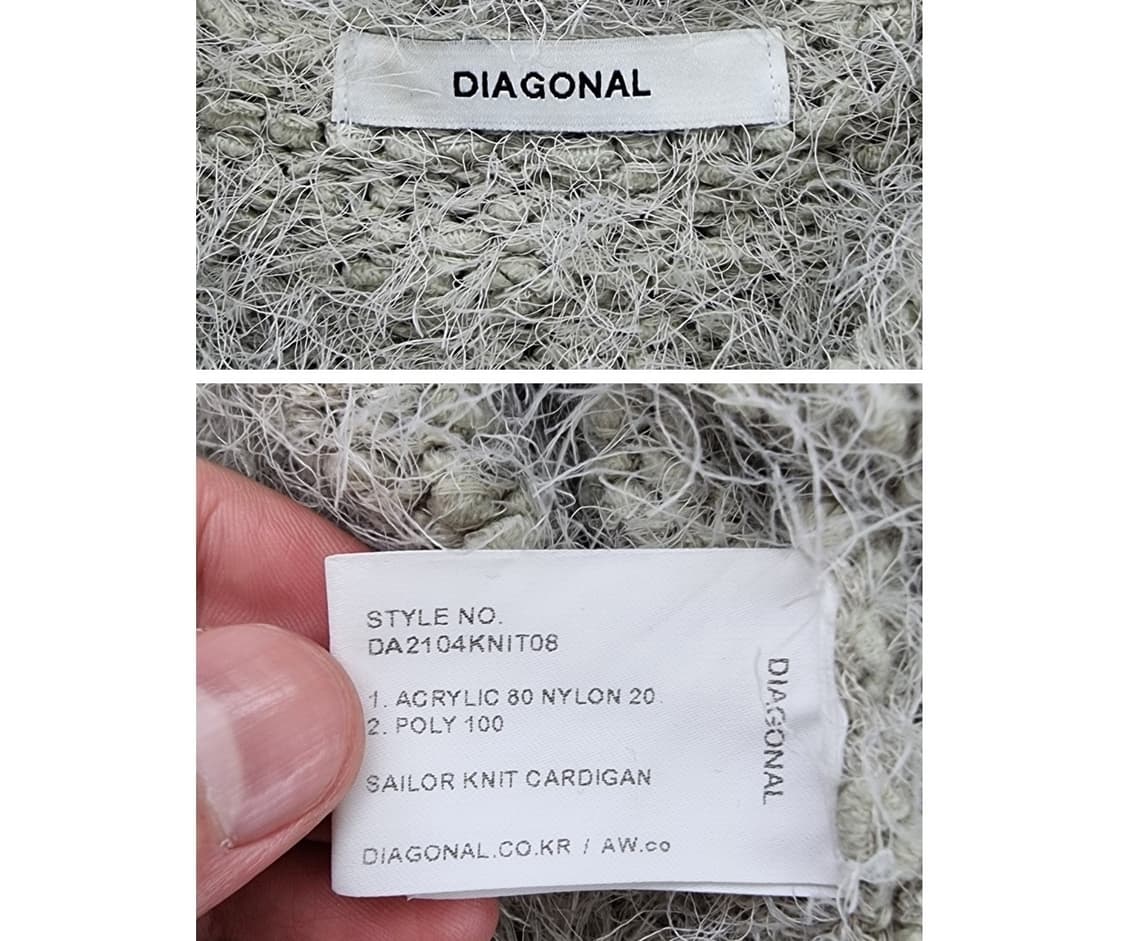 DIAGONAL
STYLE NO.
DA2104KNIT08
1. ACRYLIC 80 NYLON 20
2. POLY 100
SAILOR KNIT CARDIGAN
DIAGONAL.CO.KR / AW.co
DIAGONAL